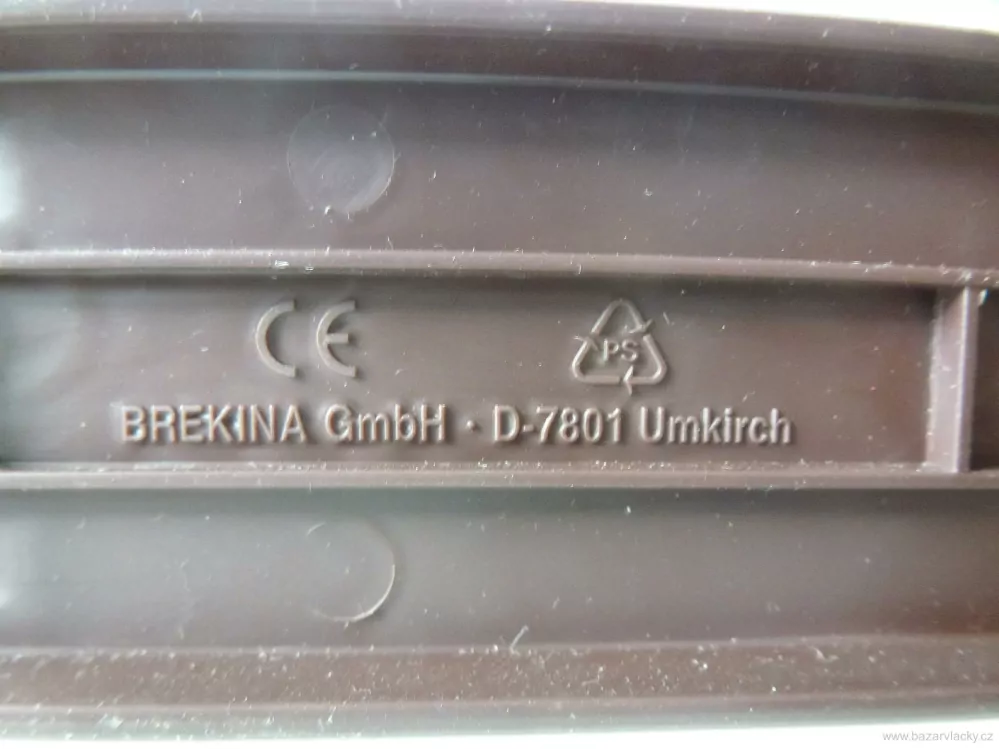 CE
PS
BREKINA GmbH · D-7801 Umkirch
www.bazarvlacky.cz